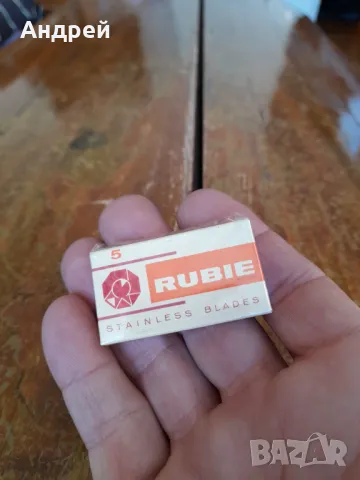 Андрей
5
RUBIE
STAINLESS BLADES
BAZAR